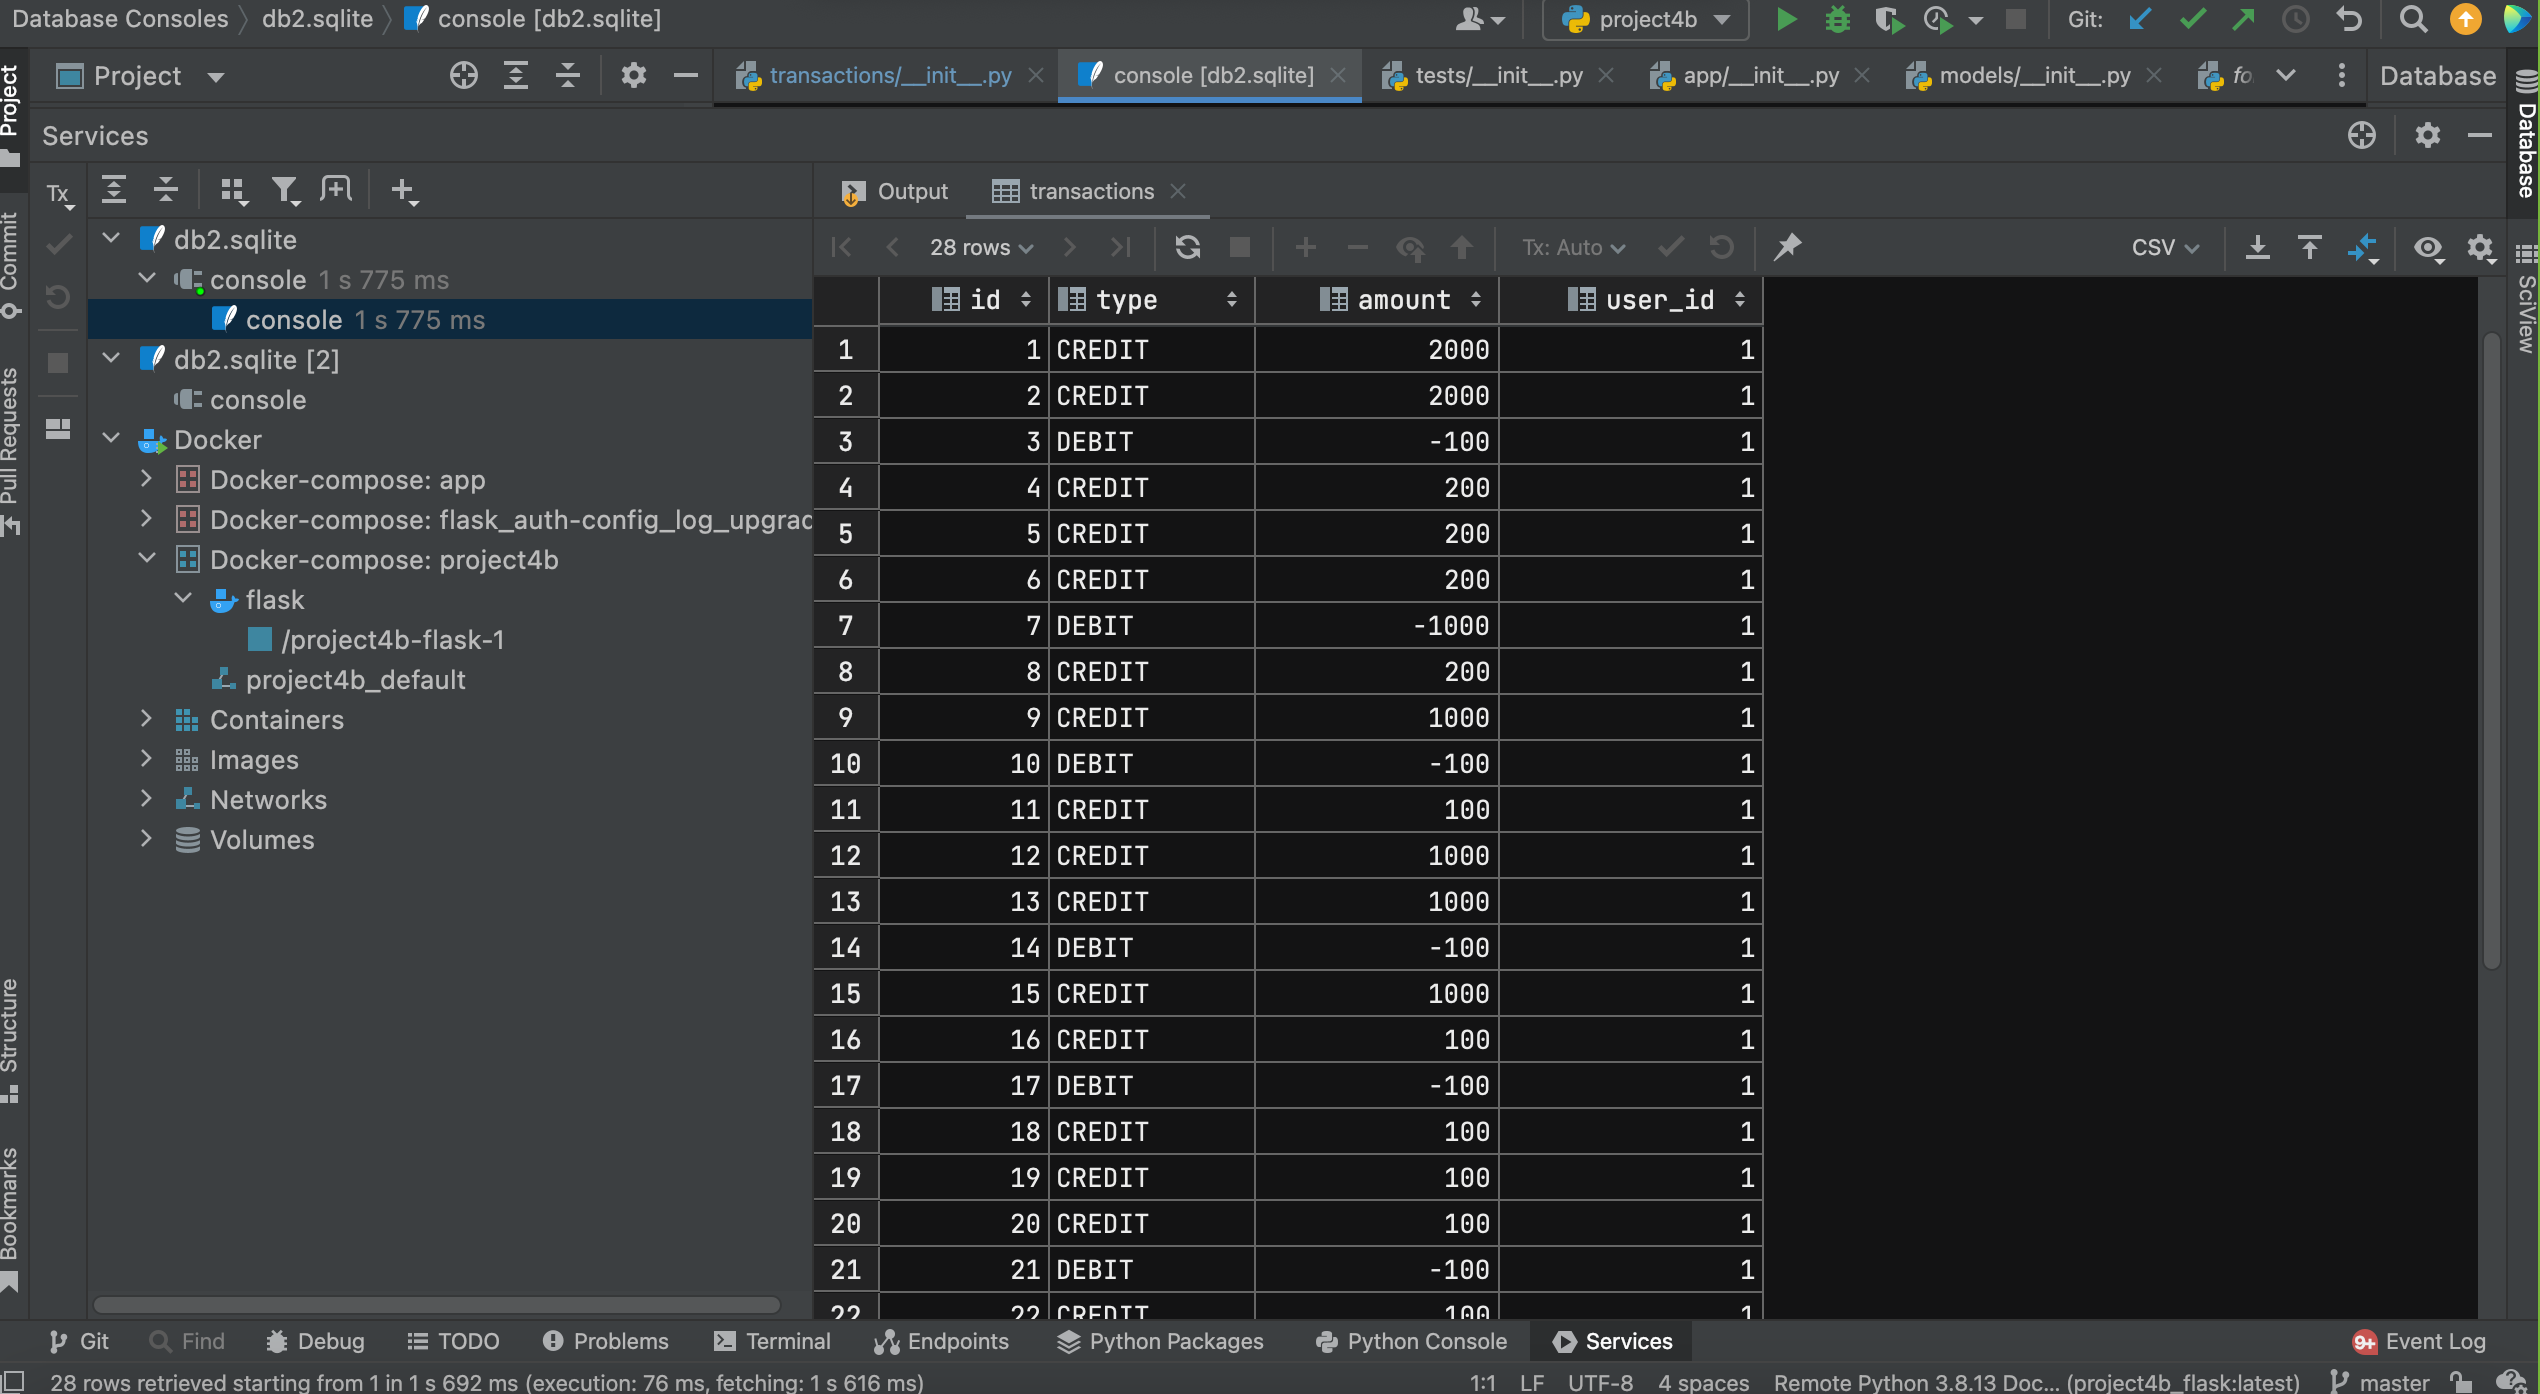 Database Consoles db2.sqlite console [db2.sqlite] project4b Git:
Project transactions/__init__.py console [db2.sqlite] tests/__init__.py app/__init__.py models/__init__.py fo Database
Services
Output transactions
28 rows Tx: Auto CSV
Tx
db2.sqlite
console 1 s 775 ms
console 1 s 775 ms
db2.sqlite [2]
console
Docker
Docker-compose: app
Docker-compose: flask_auth-config_log_upgrad
Docker-compose: project4b
flask
/project4b-flask-1
project4b_default
Containers
Images
Networks
Volumes
id type amount user_id
1 1 CREDIT 2000 1
2 2 CREDIT 2000 1
3 3 DEBIT -100 1
4 4 CREDIT 200 1
5 5 CREDIT 200 1
6 6 CREDIT 200 1
7 7 DEBIT -1000 1
8 8 CREDIT 200 1
9 9 CREDIT 1000 1
10 10 DEBIT -100 1
11 11 CREDIT 100 1
12 12 CREDIT 1000 1
13 13 CREDIT 1000 1
14 14 DEBIT -100 1
15 15 CREDIT 1000 1
16 16 CREDIT 100 1
17 17 DEBIT -100 1
18 18 CREDIT 100 1
19 19 CREDIT 100 1
20 20 CREDIT 100 1
21 21 DEBIT -100 1
22 22 CREDIT 100 1
Project
Commit
Pull Requests
Structure
Bookmarks
Database
SciView
Git Find Debug TODO Problems Terminal Endpoints Python Packages Python Console Services 9+ Event Log
28 rows retrieved starting from 1 in 1 s 692 ms (execution: 76 ms, fetching: 1 s 616 ms) 1:1 LF UTF-8 4 spaces Remote Python 3.8.13 Doc... (project4b_flask:latest) master